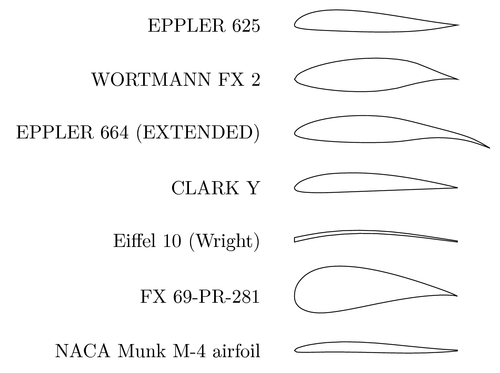 EPPLER 625
WORTMANN FX 2
EPPLER 664 (EXTENDED)
CLARK Y
Eiffel 10 (Wright)
FX 69-PR-281
NACA Munk M-4 airfoil